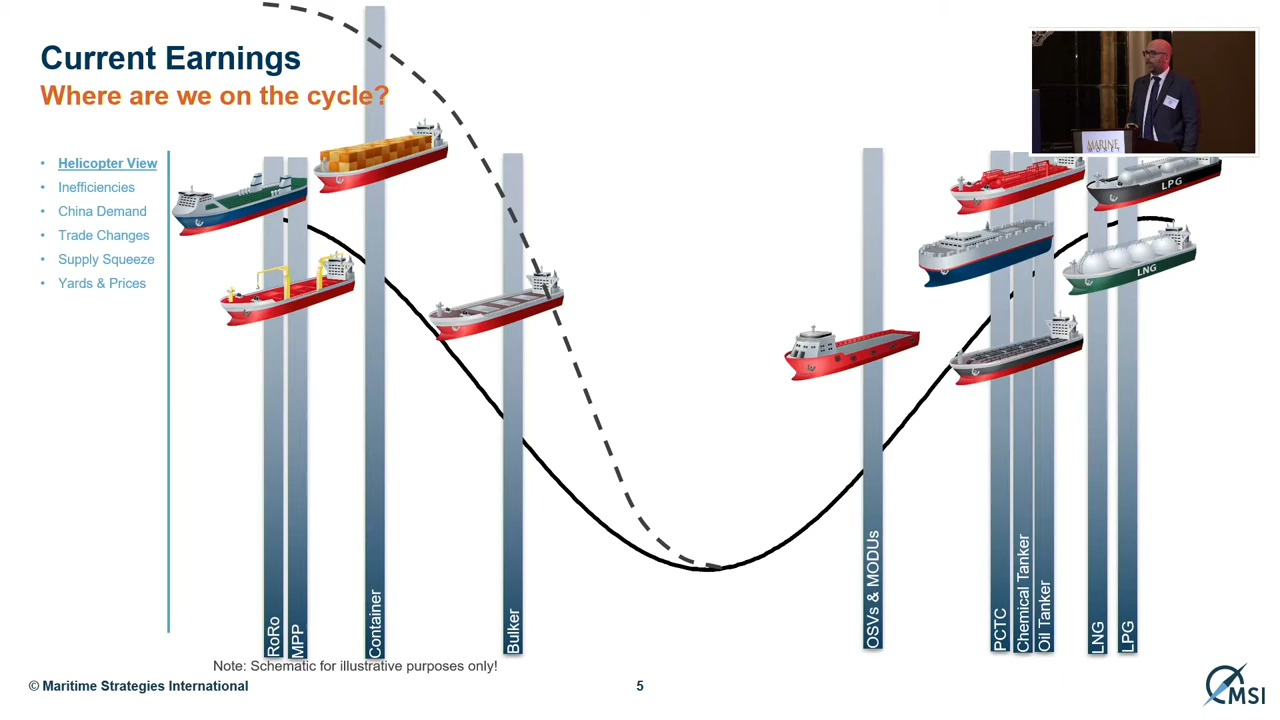 Current Earnings
Where are we on the cycle?
• Helicopter View
• Inefficiencies
• China Demand
• Trade Changes
• Supply Squeeze
• Yards & Prices
LPG
LNG
RoRo
MPP
Container
Bulker
OSVs & MODUs
PCTC
Chemical Tanker
Oil Tanker
LNG
LPG
Note: Schematic for illustrative purposes only!
© Maritime Strategies International
5
MSI
MARINE